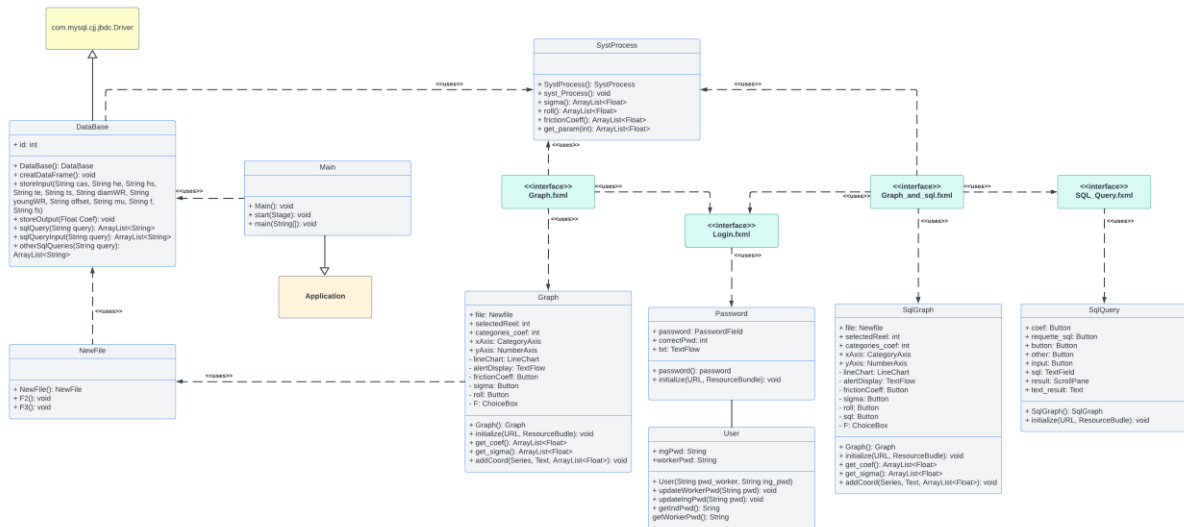 com.mysql.cjj.jbdc.Driver
SystProcess
+ SystProcess(): SystProcess
+ syst_Process(): void
+ sigma(): ArrayList<Float>
+ roll(): ArrayList<Float>
+ frictionCoeff(): ArrayList<Float>
+ get_param(int): ArrayList<Float>
<<uses>>
<<uses>>
DataBase
+ id: int
+ DataBase(): DataBase
+ creatDataFrame(): void
+ storeInput(String cas, String he, String hs,
String te, String ts, String diamWR, String
youngWR, String offset, String mu, String f,
String fs)
+ storeOutput(Float Coef): void
+ sqlQuery(String query): ArrayList<String>
+ sqlQueryInput(String query): ArrayList<String>
+ otherSqlQueries(String query):
ArrayList<String>
<<uses>>
Main
+ Main(): void
+ start(Stage): void
+ main(String[]): void
Application
<<uses>>
<<interface>>
Graph.fxml
<<uses>>
<<interface>>
Login.fxml
<<uses>>
<<interface>>
Graph_and_sql.fxml
<<uses>>
<<interface>>
SQL_Query.fxml
<<uses>>
<<uses>>
<<uses>>
<<uses>>
<<uses>>
NewFile
+ NewFile(): NewFile
+ F2(): void
+ F3(): void
<<uses>>
Graph
+ file: Newfile
+ selectedReel: int
+ categories_coef: int
+ xAxis: CategoryAxis
+ yAxis: NumberAxis
- lineChart: LineChart
- alertDisplay: TextFlow
- frictionCoeff: Button
- sigma: Button
- roll: Button
- F: ChoiceBox
+ Graph(): Graph
+ initialize(URL, ResourceBudle): void
+ get_coef(): ArrayList<Float>
+ get_sigma(): ArrayList<Float>
+ addCoord(Series, Text, ArrayList<Float>): void
Password
+ password: PasswordField
+ correctPwd: int
+ txt: TextFlow
+ password(): password
+ initialize(URL, ResourceBundle): void
User
+ ingPwd: String
+workerPwd: String
+ User(String pwd_worker, String ing_pwd)
+ updateWorkerPwd(String pwd): void
+ updateIngPwd(String pwd): void
+ getIndPwd(): Sring
getWorkerPwd(): String
SqlGraph
+ file: Newfile
+ selectedReel: int
+ categories_coef: int
+ xAxis: CategoryAxis
+ yAxis: NumberAxis
- lineChart: LineChart
- alertDisplay: TextFlow
- frictionCoeff: Button
- sigma: Button
- roll: Button
- sql: Button
- F: ChoiceBox
+ Graph(): Graph
+ initialize(URL, ResourceBudle): void
+ get_coef(): ArrayList<Float>
+ get_sigma(): ArrayList<Float>
+ addCoord(Series, Text, ArrayList<Float>): void
SqlQuery
+ coef: Button
+ requette_sql: Button
+ button: Button
+ other: Button
+ input: Button
+ sql: TextField
+ result: ScrollPane
+ text_result: Text
+ SqlGraph(): SqlGraph
+ initialize(URL, ResourceBundle): void